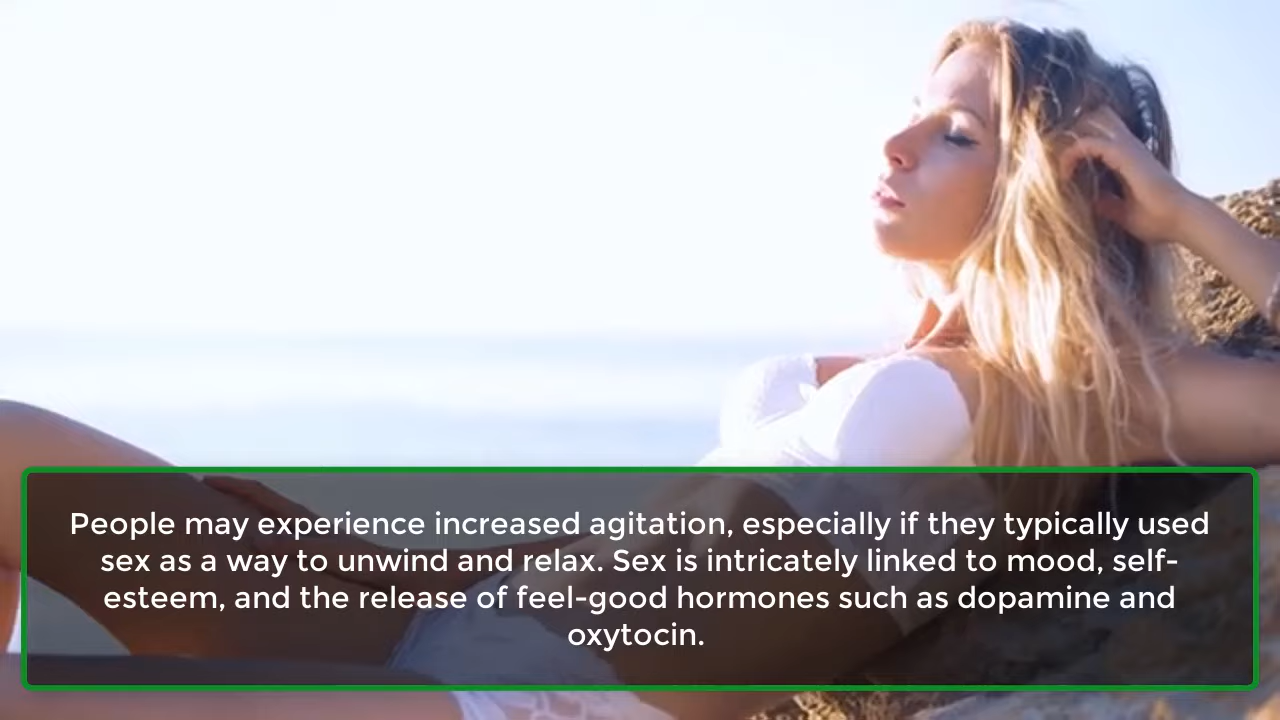 People may experience increased agitation, especially if they typically used
sex as a way to unwind and relax. Sex is intricately linked to mood, self-
esteem, and the release of feel-good hormones such as dopamine and
oxytocin.